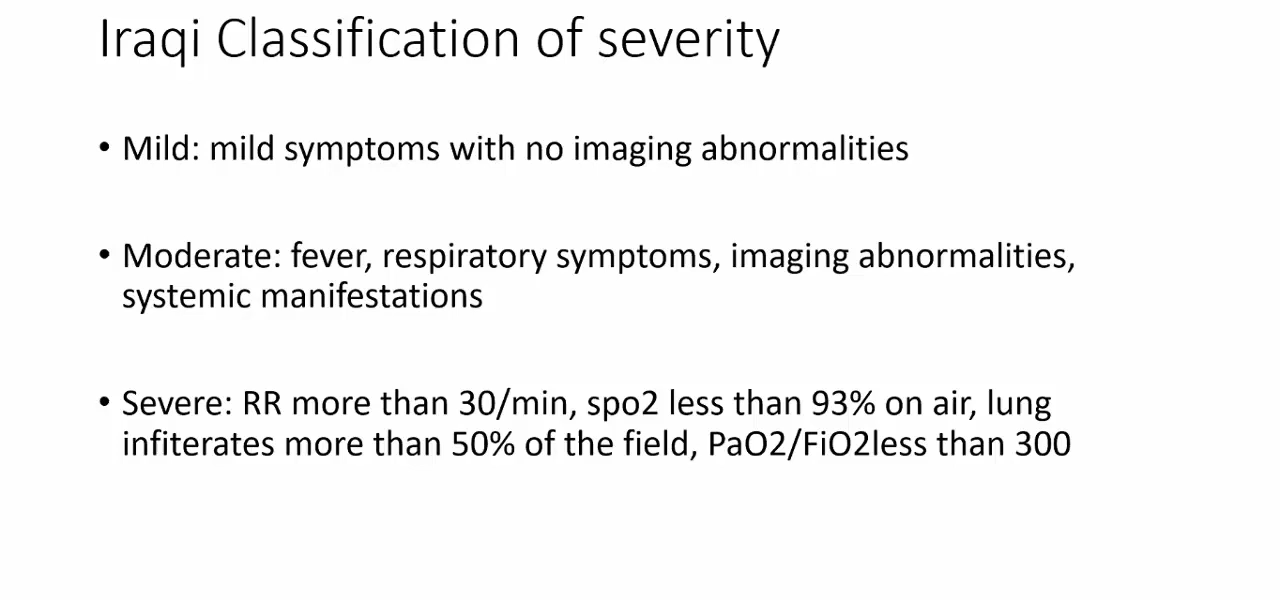 Iraqi Classification of severity
• Mild: mild symptoms with no imaging abnormalities
• Moderate: fever, respiratory symptoms, imaging abnormalities,
systemic manifestations
• Severe: RR more than 30/min, spo2 less than 93% on air, lung
infiterates more than 50% of the field, PaO2/FiO2less than 300